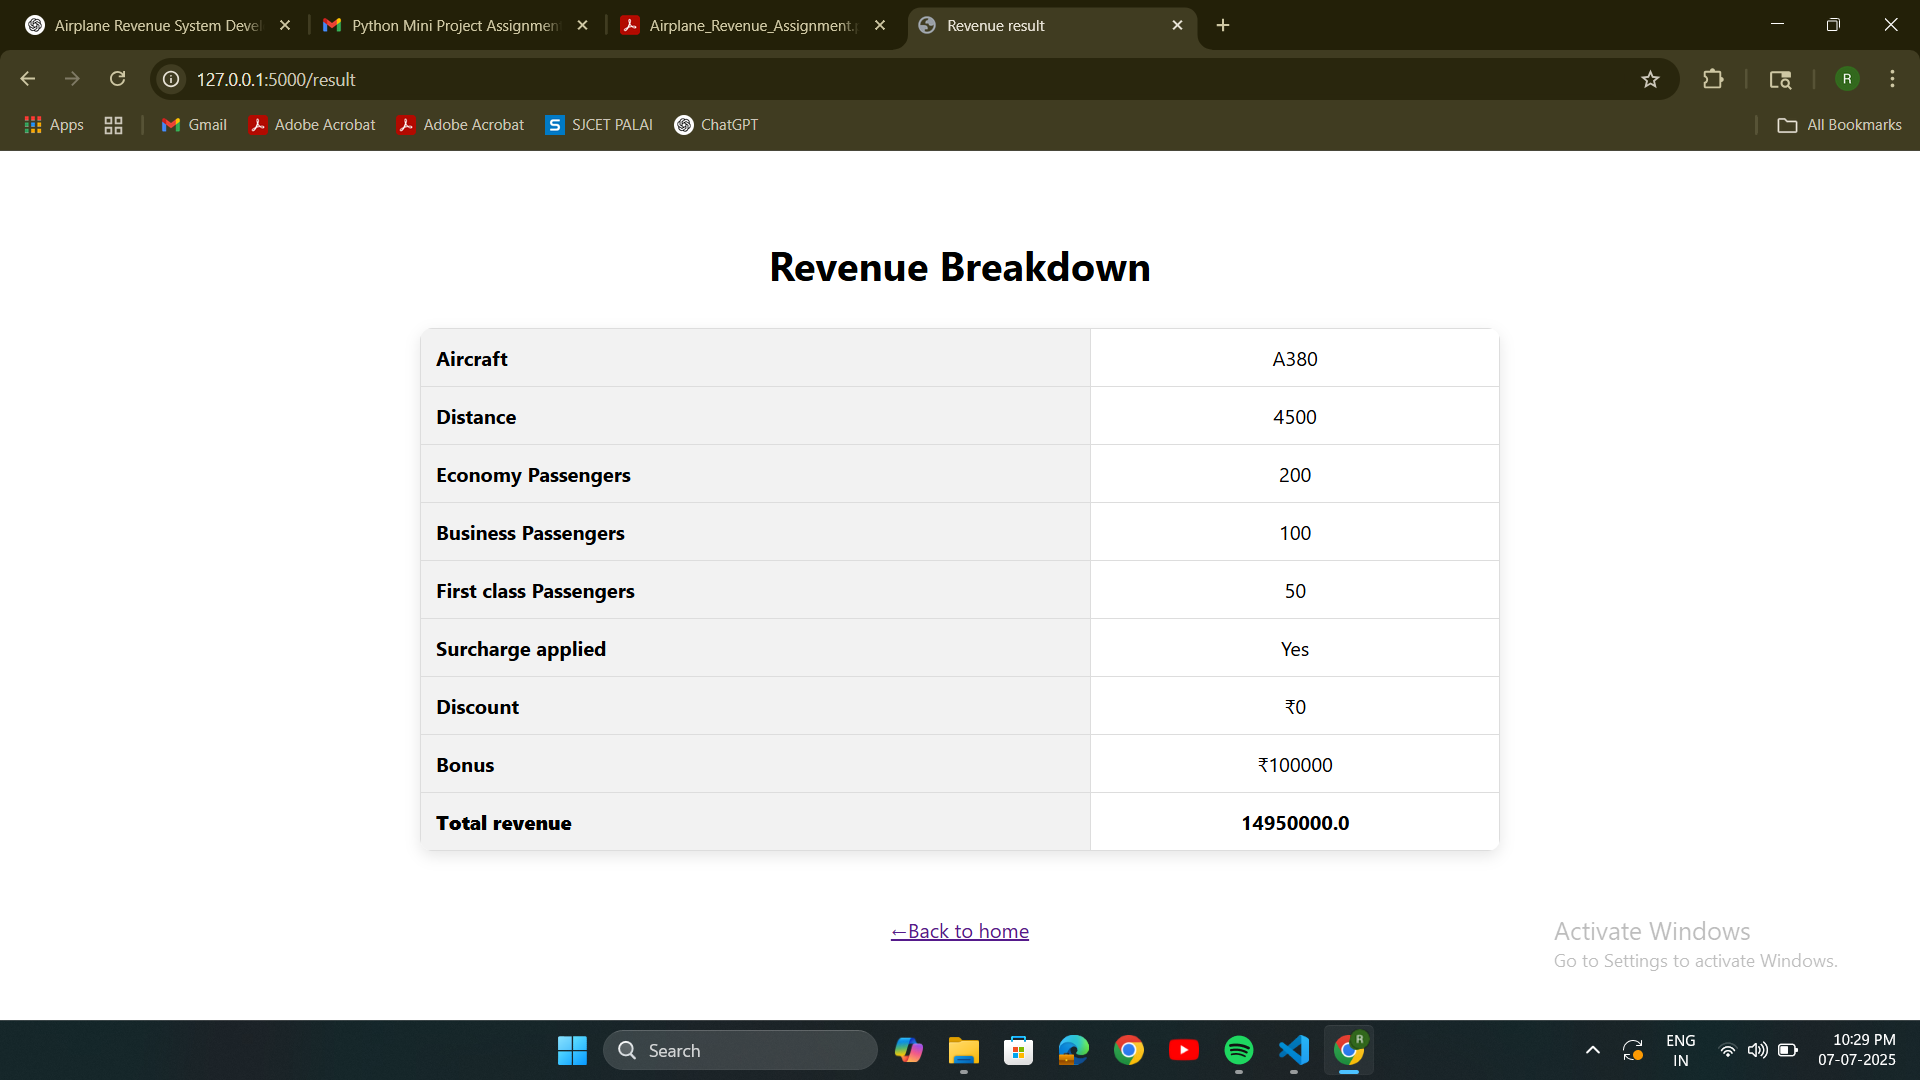 Airplane Revenue System Devel
Python Mini Project Assignment
Airplane_Revenue_Assignment.p
Revenue result
127.0.0.1:5000/result
R
Apps
Gmail
Adobe Acrobat
Adobe Acrobat
S
SJCET PALAI
ChatGPT
All Bookmarks
Revenue Breakdown
Aircraft A380
Distance 4500
Economy Passengers 200
Business Passengers 100
First class Passengers 50
Surcharge applied Yes
Discount ₹0
Bonus ₹100000
Total revenue 14950000.0
←Back to home
Activate Windows
Go to Settings to activate Windows.
Search
R
ENG
IN
10:29 PM
07-07-2025